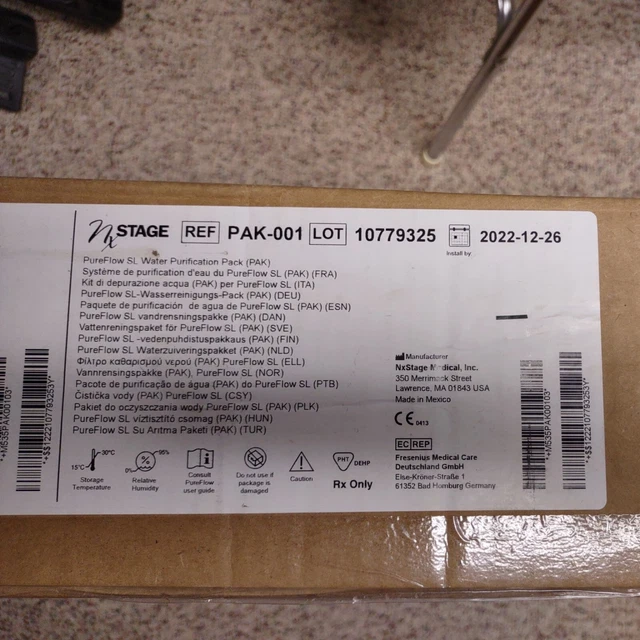 NxSTAGE REF PAK-001 LOT 10779325 2022-12-26
Install by
PureFlow SL Water Purification Pack (PAK)
Système de purification d'eau du PureFlow SL (PAK) (FRA)
Kit di depurazione acqua (PAK) per PureFlow SL (ITA)
PureFlow SL-Wasserreinigungs-Pack (PAK) (DEU)
Paquete de purificación de agua de PureFlow SL (PAK) (ESN)
PureFlow SL vandrensningspakke (PAK) (DAN)
Vattenreningspaket för PureFlow SL (PAK) (SVE)
PureFlow SL -vedenpuhdistuspakkaus (PAK) (FIN)
PureFlow SL Waterzuiveringspakket (PAK) (NLD)
Φίλτρο καθαρισμού νερού (PAK) PureFlow SL (ELL)
Vannrensningspakke (PAK), PureFlow SL (NOR)
Pacote de purificação de água (PAK) do PureFlow SL (PTB)
Čistička vody (PAK) PureFlow SL (CSY)
Pakiet do oczyszczania wody PureFlow SL (PAK) (PLK)
PureFlow SL víztisztító csomag (PAK) (HUN)
PureFlow SL Su Arıtma Paketi (PAK) (TUR)
Manufacturer
NxStage Medical, Inc.
350 Merrimack Street
Lawrence, MA 01843 USA
Made in Mexico
CE 0413
EC REP
Fresenius Medical Care
Deutschland GmbH
Else-Kröner-Straße 1
61352 Bad Homburg Germany
15°C 30°C
Storage
Temperature
0% 95%
Relative
Humidity
Consult
PureFlow
user guide
Do not use if
package is
damaged
Caution
PHT DEHP
Rx Only
*+M535PAK00103*
*+$$1221107793253Y*
*+M535PAK00103*
*+$$1221107793253Y*